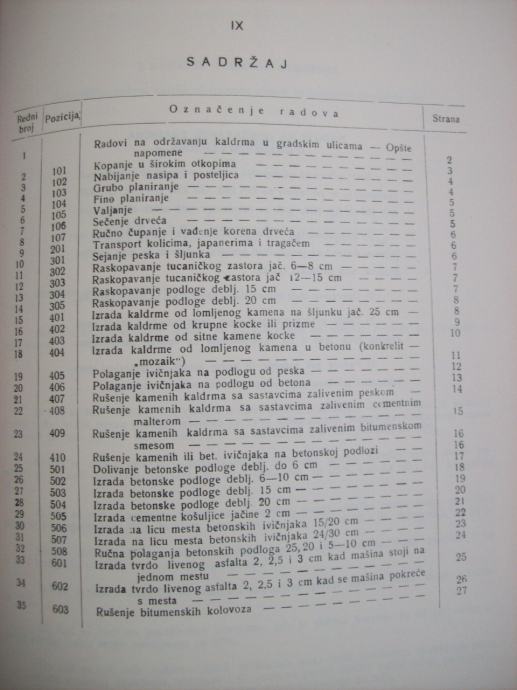 IX
SADRŽAJ
Redni broj Pozicija Označenje radova Strana
1 Radovi na održavanju kaldrma u gradskim ulicama — Opšte
napomene — — — — — — — — — 2
2 101 Kopanje u širokim otkopima — — — — — — — 3
3 102 Nabijanje nasipa i posteljica — — — — — — — 4
4 103 Grubo planiranje — — — — — — — — — 4
5 104 Fino planiranje — — — — — — — — — 5
6 105 Valjanje — — — — — — — — — — 5
7 106 Sečenje drveća — — — — — — — — — 5
8 107 Ručno čupanje i vađenje korena drveća — — — — — 6
9 201 Transport kolicima, japanerima i tragačem — — — — 6
10 301 Sejanje peska i šljunka — — — — — — — — 6
11 302 Raskopavanje tucaničkog zastora jač. 6—8 cm — — — 7
12 303 Raskopavanje tucaničkog zastora jač 12—15 cm — — — 7
13 304 Raskopavanje podloge deblj. 15 cm — — — — — 7
14 305 Raskopavanje podloge deblj. 20 cm — — — — — 8
15 401 Izrada kaldrme od lomljenog kamena na šljunku jač. 25 cm — 8
16 402 Izrada kaldrme od krupne kocke ili prizme — — — — 9
17 403 Izrada kaldrme od sitne kamene kocke — — — — 10
18 404 Izrada kaldrme od lomljenog kamena u betonu (konkrelit —
„mozaik") — — — — — — — — — 11
19 405 Polaganje ivičnjaka na podlogu od peska — — — — 12
20 406 Polaganje ivičnjaka na podlogu od betona — — — — 13
21 407 Rušenje kamenih kaldrma sa sastavcima zalivenim peskom 14
22 408 Rušenje kamenih kaldrma sa sastavcima zalivenim cementnim
malterom — — — — — — — — — 15
23 409 Rušenje kamenih kaldrma sa sastavcima zalivenim bitumenskom
smesom — — — — — — — — — 16
24 410 Rušenje kamenih ili bet. ivičnjaka na betonskoj podlozi — 16
25 501 Dolivanje betonske podloge deblj. do 6 cm — — — — 17
26 502 Izrada betonske podloge deblj. 6—10 cm — — — — 18
27 503 Izrada betonske podloge deblj. 15 cm — — — — — 19
28 504 Izrada betonske podloge deblj. 20 cm — — — — — 20
29 505 Izrada cementne košuljice jačine 2 cm — — — — — 21
30 506 Izrada na licu mesta betonskih ivičnjaka 15/20 cm — — — 22
31 507 Izrada na licu mesta betonskih ivičnjaka 24/30 cm — — — 23
32 508 Ručna polaganja betonskih podloga 25, 20 i 5—10 cm — — 24
33 601 Izrada tvrdo livenog asfalta 2, 2,5 i 3 cm kad mašina stoji na
jednom mestu — — — — — — — — 25
34 602 Izrada tvrdo livenog asfalta 2, 2,5 i 3 cm kad se mašina pokreće
s mesta — — — — — — — — — 26
35 603 Rušenje bitumenskih kolovoza — — — — — — 27